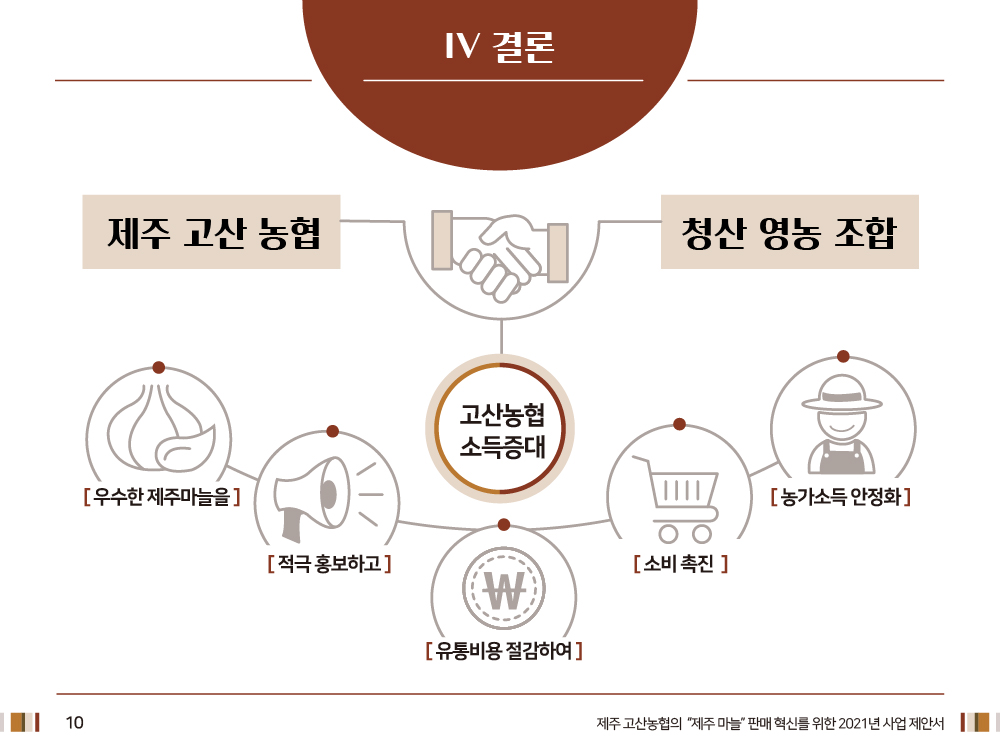 IV 결론
제주 고산 농협
청산 영농 조합
고산농협
소득증대
[ 우수한 제주마늘을 ]
[ 적극 홍보하고 ]
₩
[ 유통비용 절감하여 ]
[ 소비 촉진 ]
[ 농가소득 안정화 ]
10
제주 고산농협의 "제주 마늘" 판매 혁신를 위한 2021년 사업 제안서